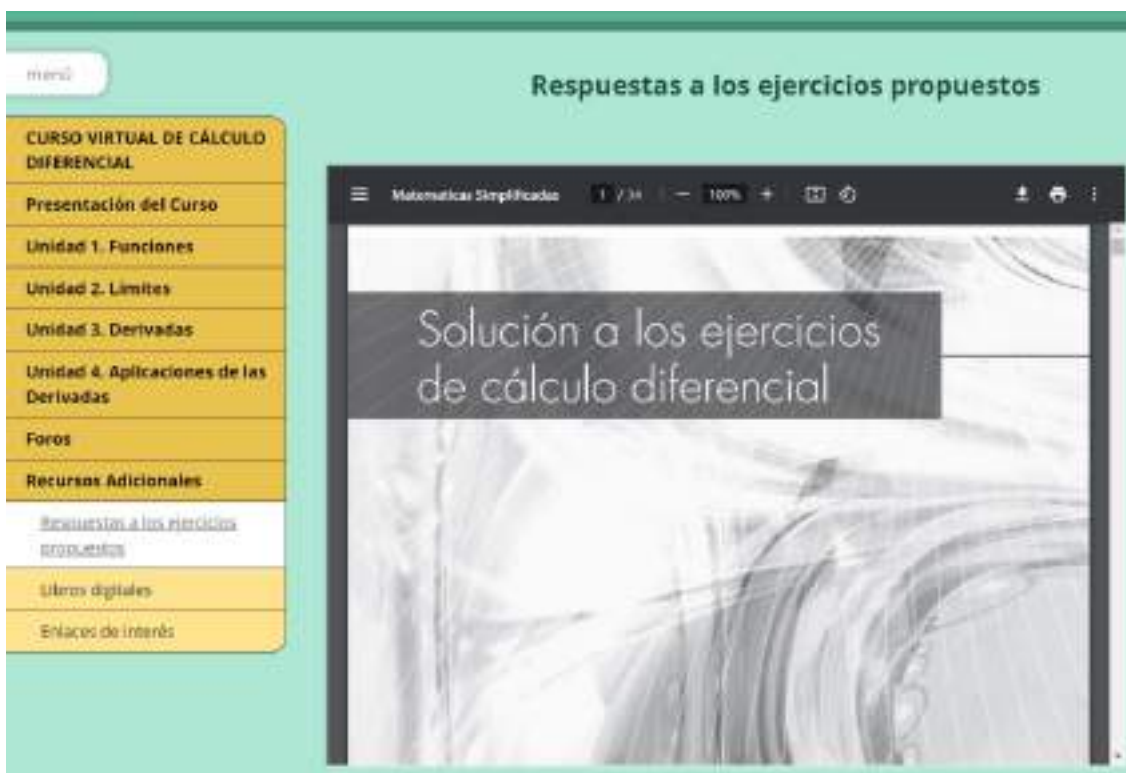 menú
Respuestas a los ejercicios propuestos
CURSO VIRTUAL DE CÁLCULO
DIFERENCIAL
Presentación del Curso
Unidad 1. Funciones
Unidad 2. Límites
Unidad 3. Derivadas
Unidad 4. Aplicaciones de las
Derivadas
Foros
Recursos Adicionales
Respuestas a los ejercicios
propuestos
Libros digitales
Enlaces de interés
Matematicas Simplificadas 1 / 34 100%
Solución a los ejercicios
de cálculo diferencial